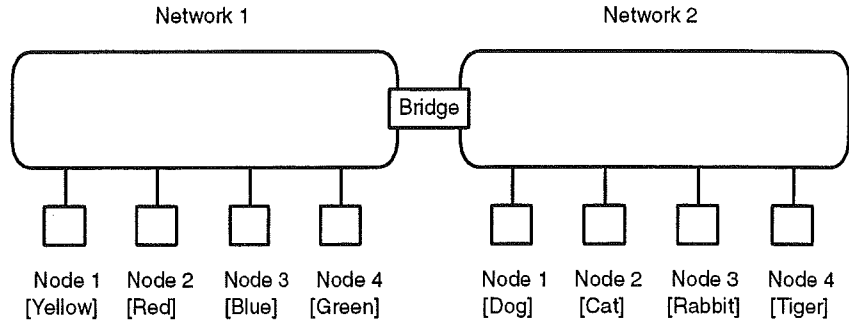 Network 1
Network 2
Bridge
Node 1
[Yellow]
Node 2
[Red]
Node 3
[Blue]
Node 4
[Green]
Node 1
[Dog]
Node 2
[Cat]
Node 3
[Rabbit]
Node 4
[Tiger]